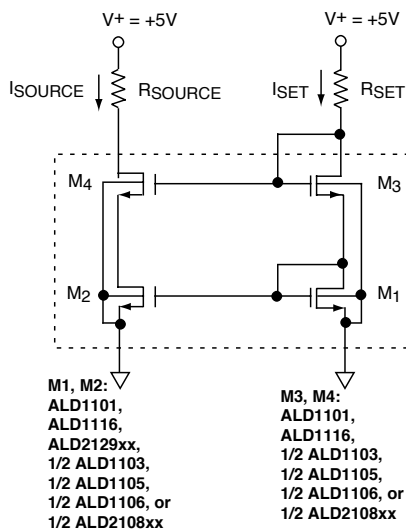 V+ = +5V
V+ = +5V
ISOURCE
RSOURCE
ISET
RSET
M4
M3
M2
M1
M1, M2:
ALD1101,
ALD1116,
ALD2129xx,
1/2 ALD1103,
1/2 ALD1105,
1/2 ALD1106, or
1/2 ALD2108xx
M3, M4:
ALD1101,
ALD1116,
1/2 ALD1103,
1/2 ALD1105,
1/2 ALD1106, or
1/2 ALD2108xx